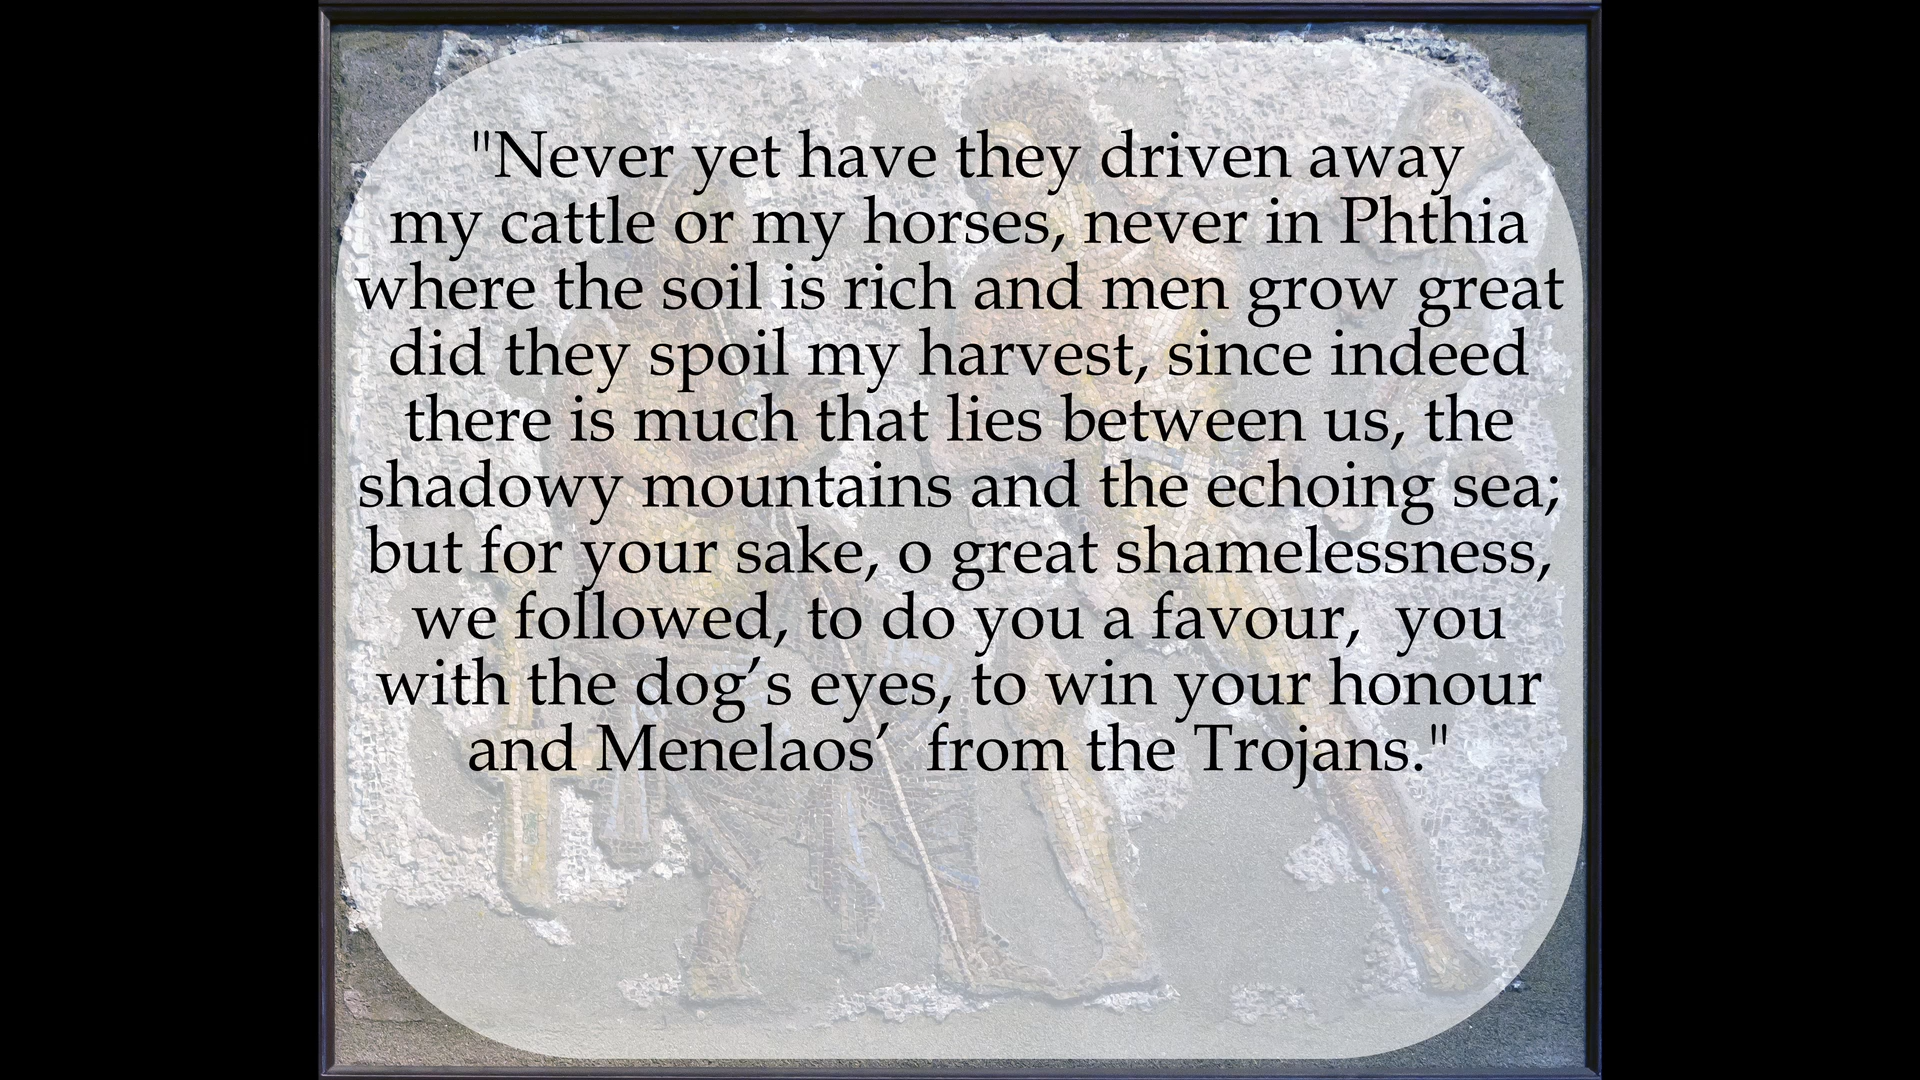 "Never yet have they driven away
my cattle or my horses, never in Phthia
where the soil is rich and men grow great
did they spoil my harvest, since indeed
there is much that lies between us, the
shadowy mountains and the echoing sea;
but for your sake, o great shamelessness,
we followed, to do you a favour,  you
with the dog’s eyes, to win your honour
and Menelaos’  from the Trojans."